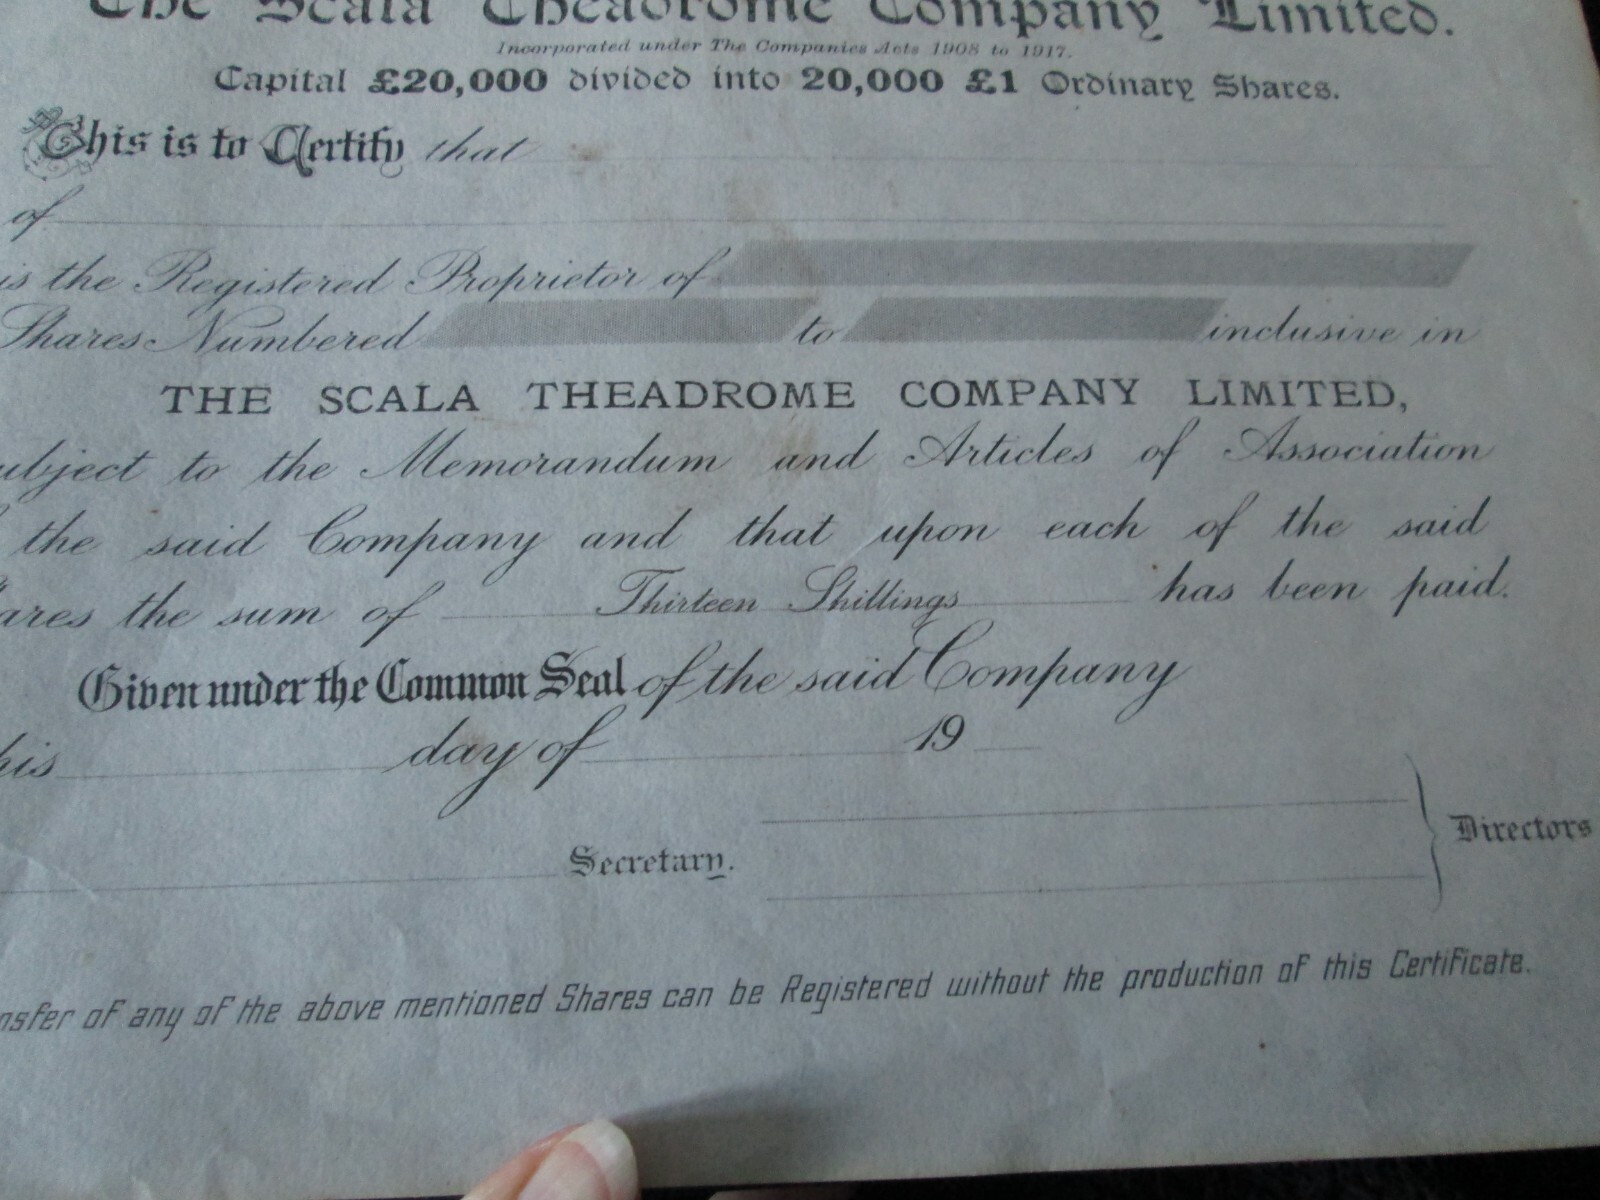 The Scala Theadrome Company Limited.
Incorporated under The Companies Acts 1908 to 1917.
Capital £20,000 divided into 20,000 £1 Ordinary Shares.
This is to Certify that
of
is the Registered Proprietor of
Shares Numbered to inclusive in
THE SCALA THEADROME COMPANY LIMITED,
ubject to the Memorandum and Articles of Association
the said Company and that upon each of the said
ares the sum of Thirteen Shillings has been paid.
Given under the Common Seal of the said Company
his day of 19
Directors
Secretary.
nsfer of any of the above mentioned Shares can be Registered without the production of this Certificate.